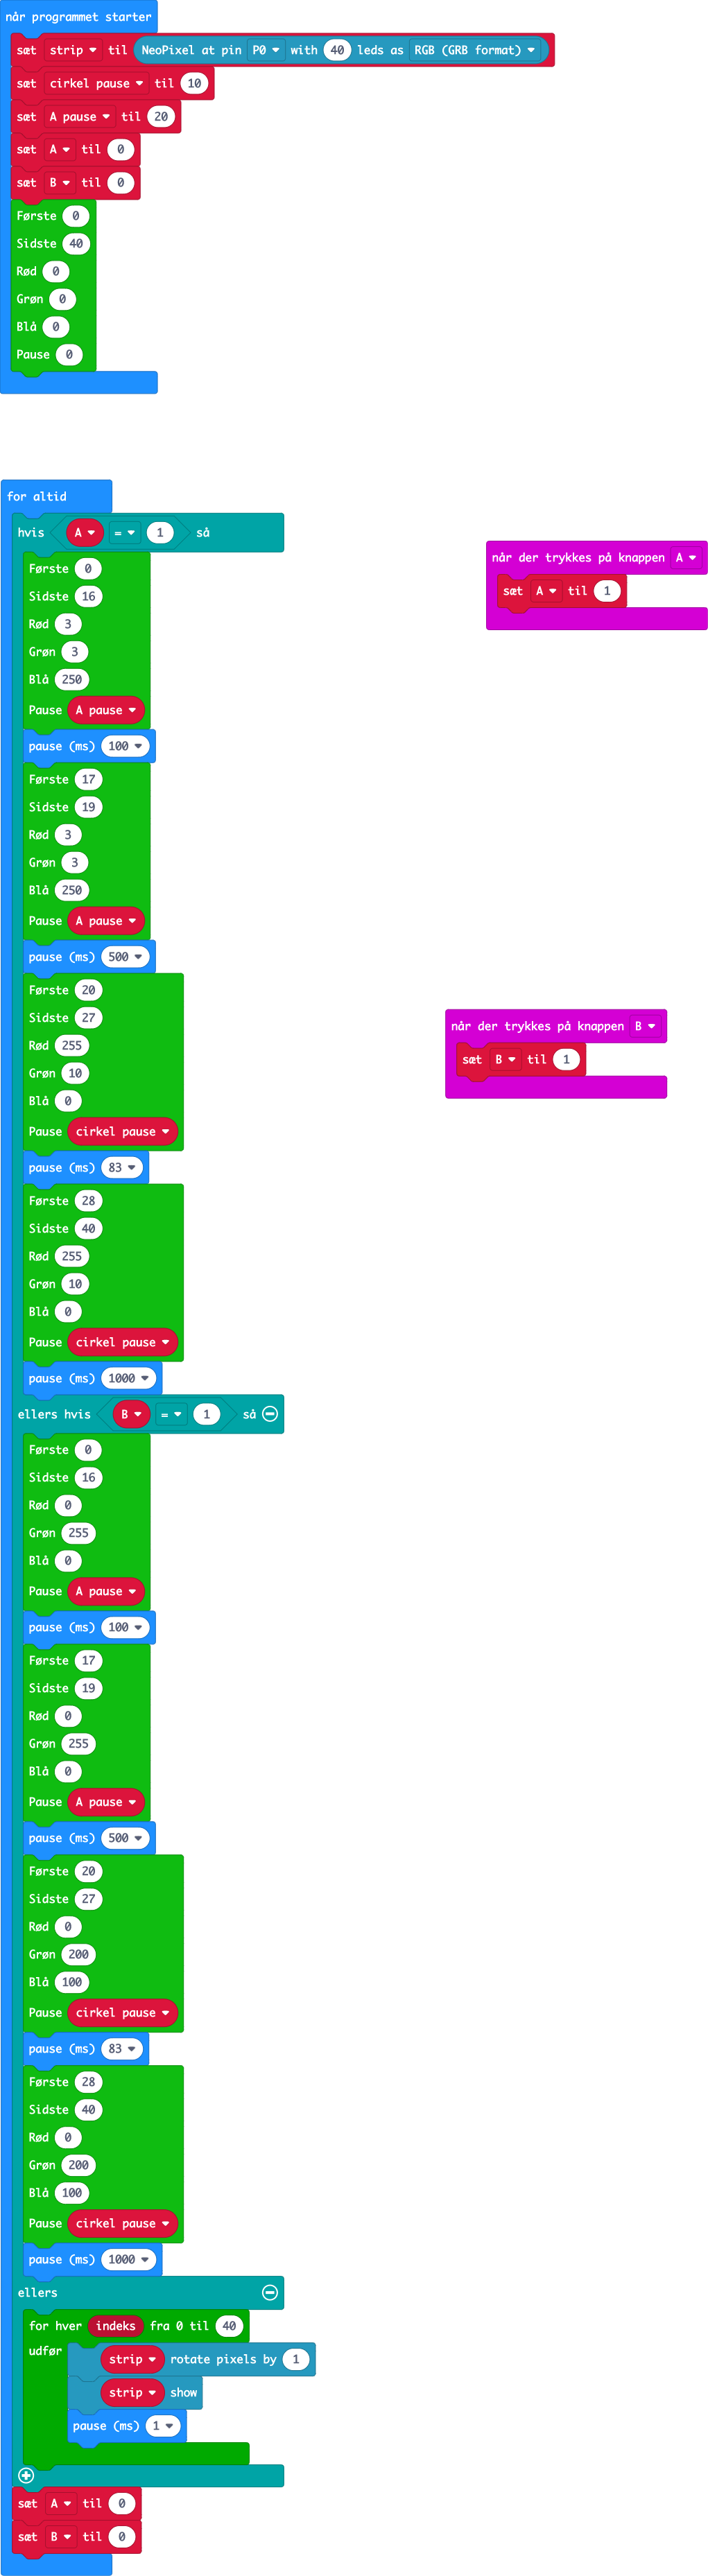 når programmet starter
sæt strip til NeoPixel at pin P0 with 40 leds as RGB (GRB format)
sæt cirkel pause til 10
sæt A pause til 20
sæt A til 0
sæt B til 0
Første 0
Sidste 40
Rød 0
Grøn 0
Blå 0
Pause 0
for altid
hvis A = 1 så
Første 0
Sidste 16
Rød 3
Grøn 3
Blå 250
Pause A pause
pause (ms) 100
Første 17
Sidste 19
Rød 3
Grøn 3
Blå 250
Pause A pause
pause (ms) 500
Første 20
Sidste 27
Rød 255
Grøn 10
Blå 0
Pause cirkel pause
pause (ms) 83
Første 28
Sidste 40
Rød 255
Grøn 10
Blå 0
Pause cirkel pause
pause (ms) 1000
ellers hvis B = 1 så
Første 0
Sidste 16
Rød 0
Grøn 255
Blå 0
Pause A pause
pause (ms) 100
Første 17
Sidste 19
Rød 0
Grøn 255
Blå 0
Pause A pause
pause (ms) 500
Første 20
Sidste 27
Rød 0
Grøn 200
Blå 100
Pause cirkel pause
pause (ms) 83
Første 28
Sidste 40
Rød 0
Grøn 200
Blå 100
Pause cirkel pause
pause (ms) 1000
ellers
for hver indeks fra 0 til 40
udfør strip rotate pixels by 1
strip show
pause (ms) 1
sæt A til 0
sæt B til 0
når der trykkes på knappen A
sæt A til 1
når der trykkes på knappen B
sæt B til 1